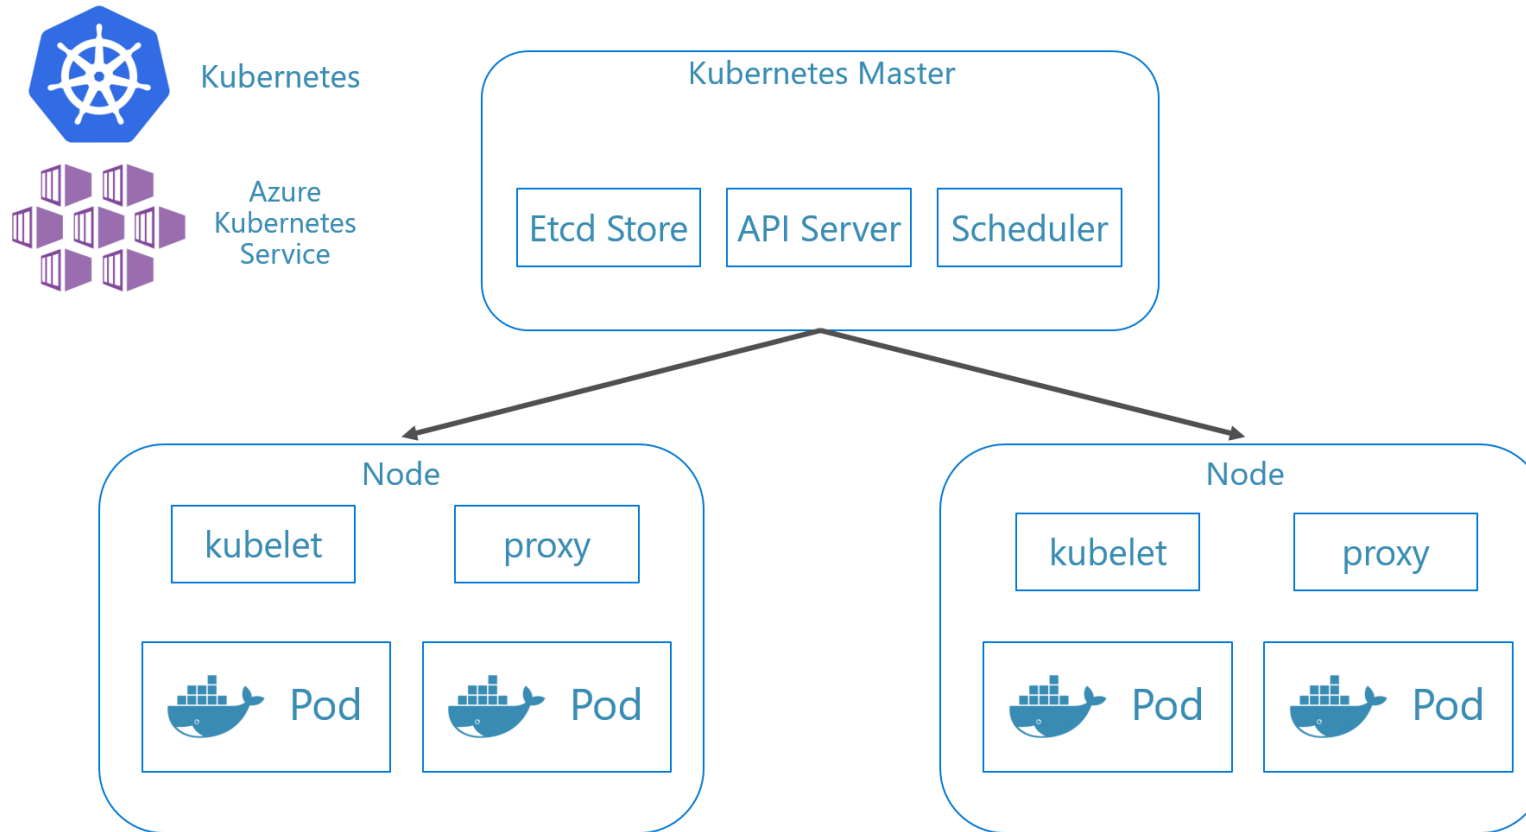 Kubernetes
Azure
Kubernetes
Service
Kubernetes Master
Etcd Store
API Server
Scheduler
Node
kubelet
proxy
Pod
Pod
Node
kubelet
proxy
Pod
Pod